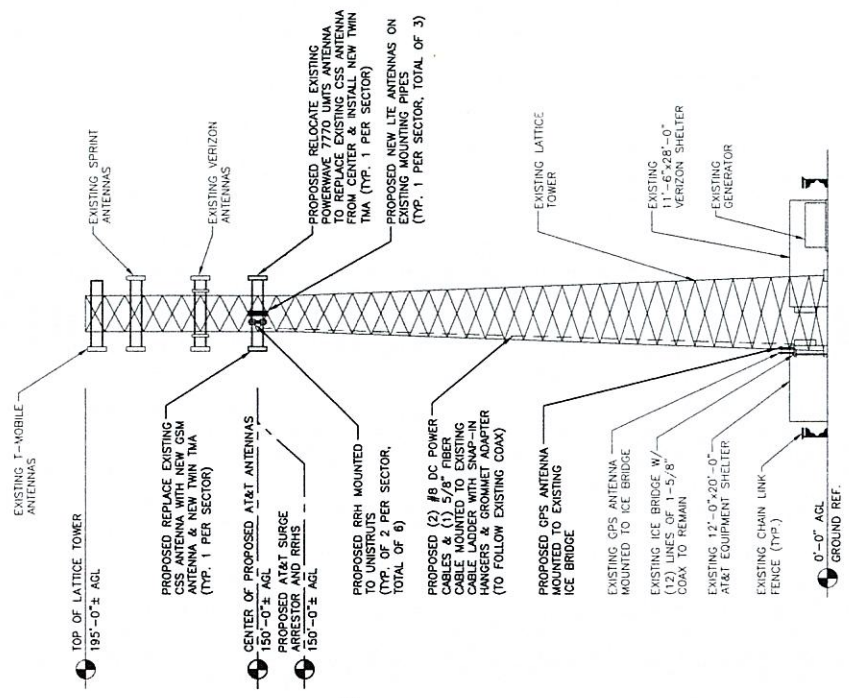 EXISTING T-MOBILE
ANTENNAS
TOP OF LATTICE TOWER
195'-0"± AGL
PROPOSED REPLACE EXISTING
CSS ANTENNA WITH NEW GSM
ANTENNA & NEW TWIN TMA
(TYP. 1 PER SECTOR)
CENTER OF PROPOSED AT&T ANTENNAS
150'-0"± AGL
PROPOSED AT&T SURGE
ARRESTOR AND RRHS
150'-0"± AGL
PROPOSED RRH MOUNTED
TO UNISTRUTS
(TYP. OF 2 PER SECTOR,
TOTAL OF 6)
PROPOSED (2) #8 DC POWER
CABLES & (1) 5/8" FIBER
CABLE MOUNTED TO EXISTING
CABLE LADDER WITH SNAP-IN
HANGERS & GROMMET ADAPTER
(TO FOLLOW EXISTING COAX)
PROPOSED GPS ANTENNA
MOUNTED TO EXISTING
ICE BRIDGE
EXISTING GPS ANTENNA
MOUNTED TO ICE BRIDGE
EXISTING ICE BRIDGE W/
(12) LINES OF 1-5/8"
COAX TO REMAIN
EXISTING 12'-0"x20'-0"
AT&T EQUIPMENT SHELTER
EXISTING CHAIN LINK
FENCE (TYP.)
0'-0" AGL
GROUND REF.
EXISTING SPRINT
ANTENNAS
EXISTING VERIZON
ANTENNAS
PROPOSED RELOCATE EXISTING
POWERWAVE 7770 UMTS ANTENNA
TO REPLACE EXISTING CSS ANTENNA
FROM CENTER & INSTALL NEW TWIN
TMA (TYP. 1 PER SECTOR)
PROPOSED NEW LTE ANTENNAS ON
EXISTING MOUNTING PIPES
(TYP. 1 PER SECTOR, TOTAL OF 3)
EXISTING LATTICE
TOWER
EXISTING
11'-6"x28'-0"
VERIZON SHELTER
EXISTING
GENERATOR